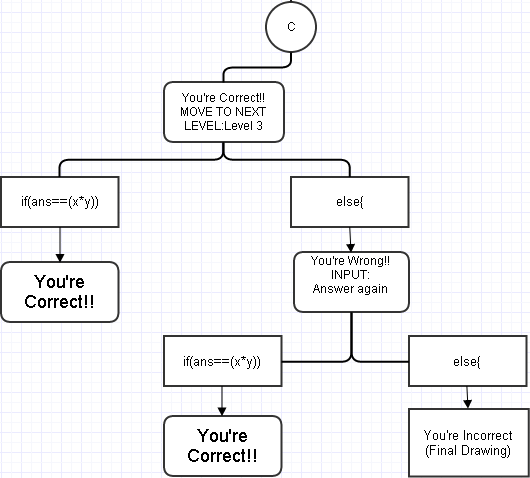 C
You're Correct!!
MOVE TO NEXT
LEVEL:Level 3
if(ans==(x*y))
else{
You're
Correct!!
You're Wrong!!
INPUT:
Answer again
if(ans==(x*y))
else{
You're
Correct!!
You're Incorrect
(Final Drawing)